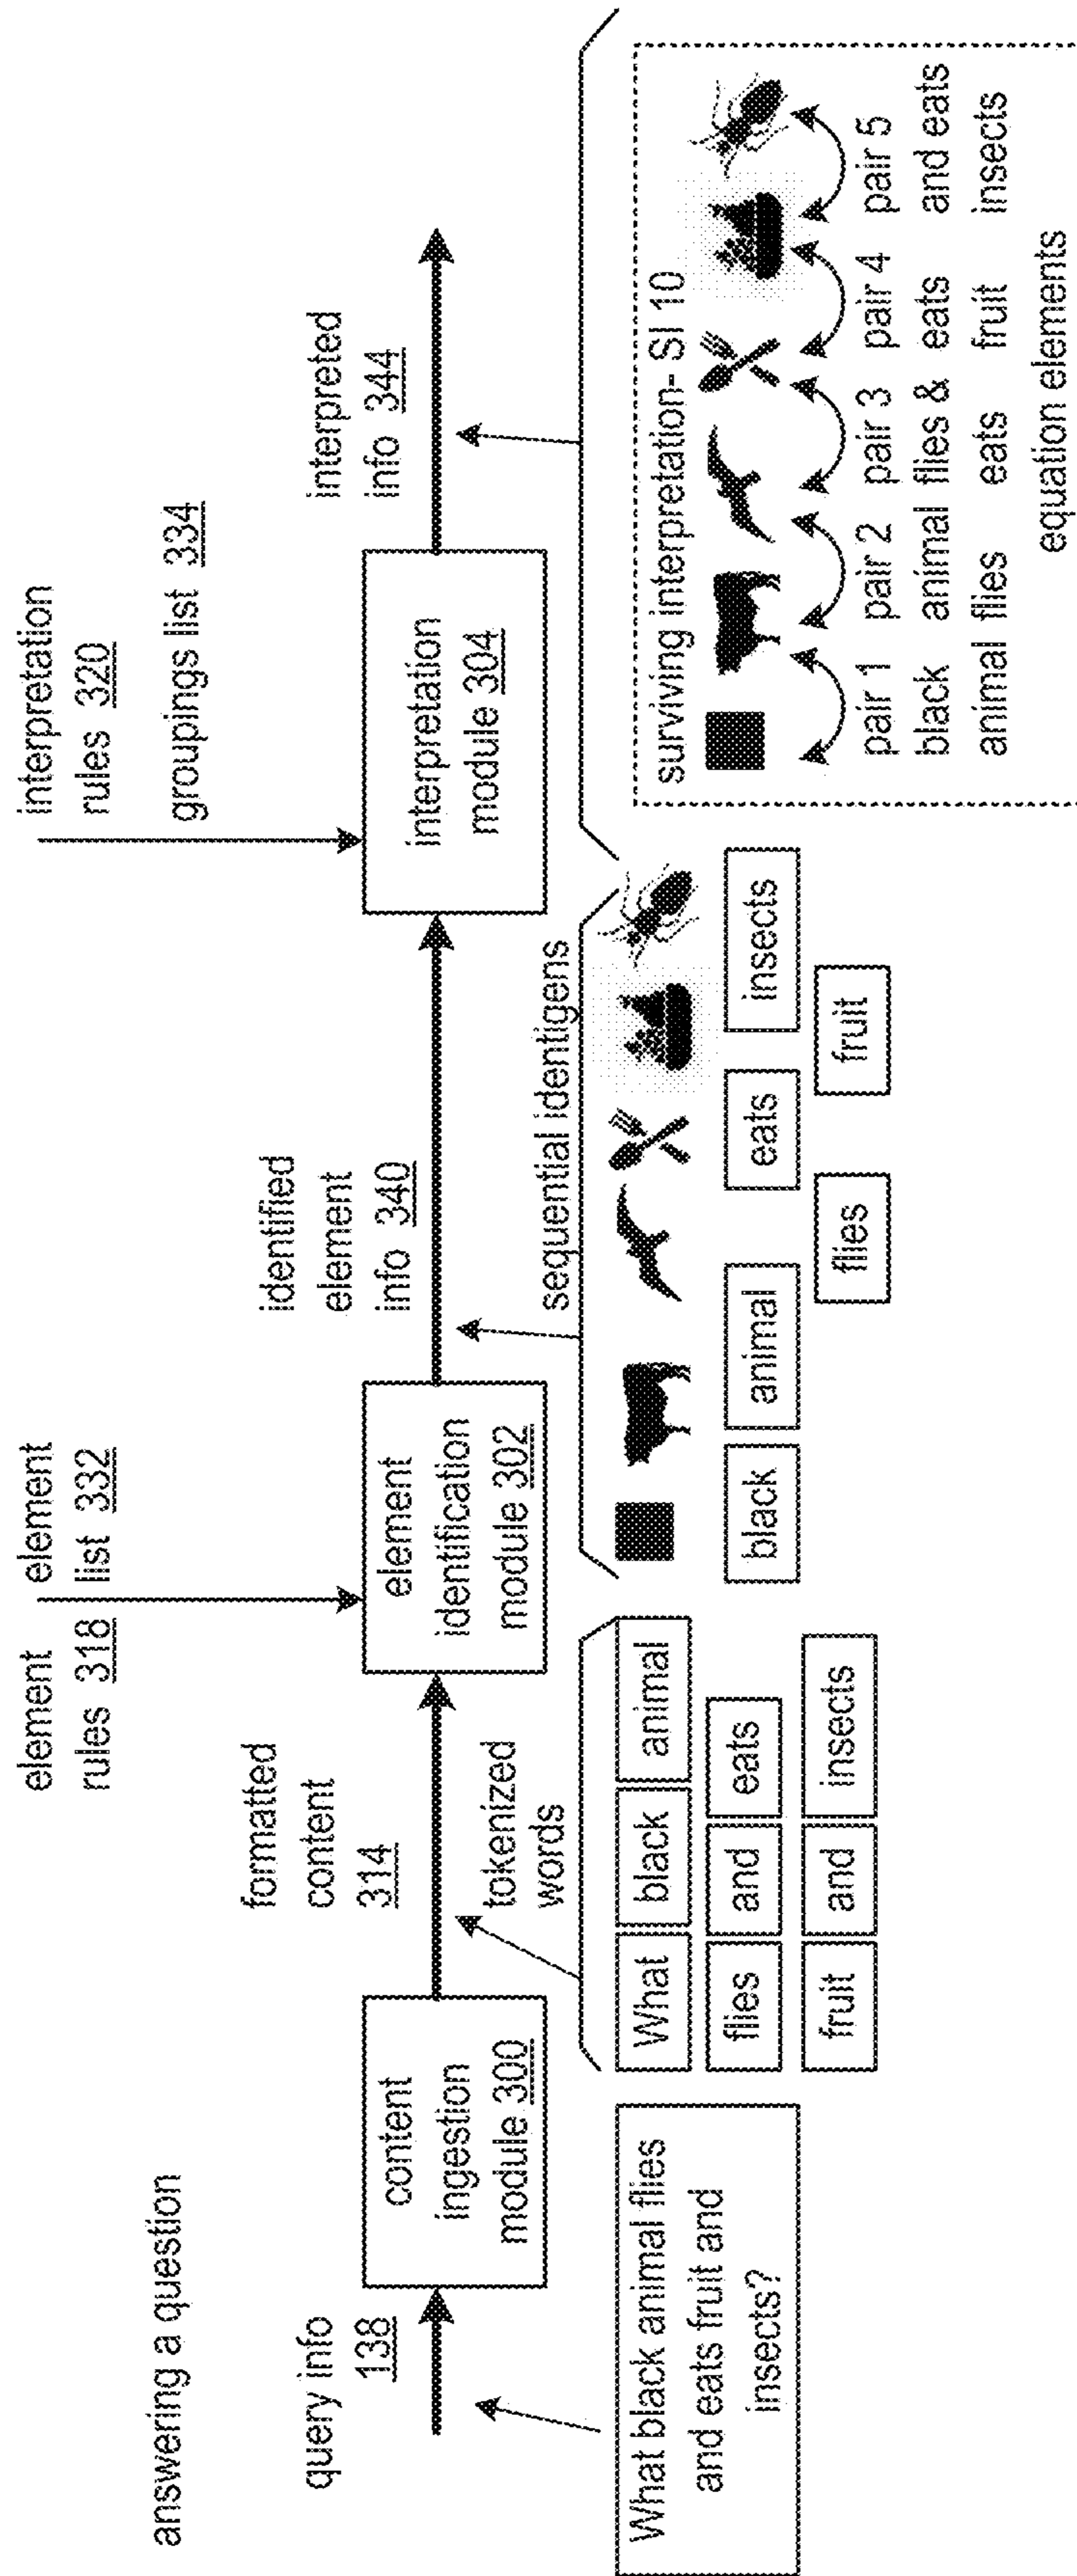 answering a question
query info
138
content
ingestion
module 300
formatted
content
314
element
rules 318
element
list 332
element
identification
module 302
identified
element
info 340
interpretation
rules 320
groupings list 334
interpretation
module 304
interpreted
info 344
What black animal flies
and eats fruit and
insects?
tokenized
words
What black animal
flies and eats
fruit and insects
sequential identigens
black animal eats insects
flies fruit
surviving interpretation- SI 10
pair 1 pair 2 pair 3 pair 4 pair 5
black animal flies & eats and eats
animal flies eats fruit insects
equation elements